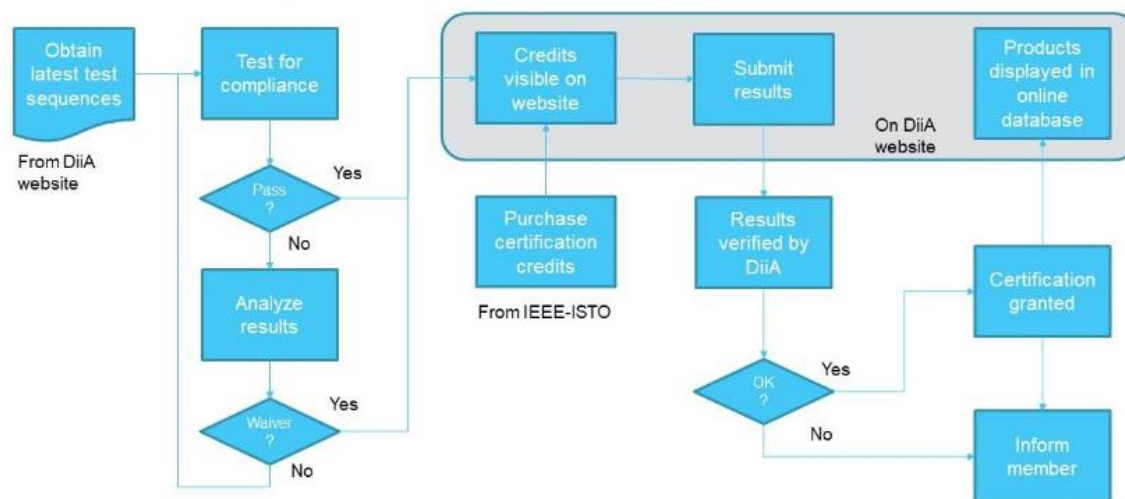 Obtain
latest test
sequences
From DiiA
website
Test for
compliance
Pass
?
Yes
No
Analyze
results
Waiver
?
Yes
No
Credits
visible on
website
Purchase
certification
credits
From IEEE-ISTO
Submit
results
On DiiA
website
Results
verified by
DiiA
OK
?
Yes
No
Products
displayed in
online
database
Certification
granted
Inform
member